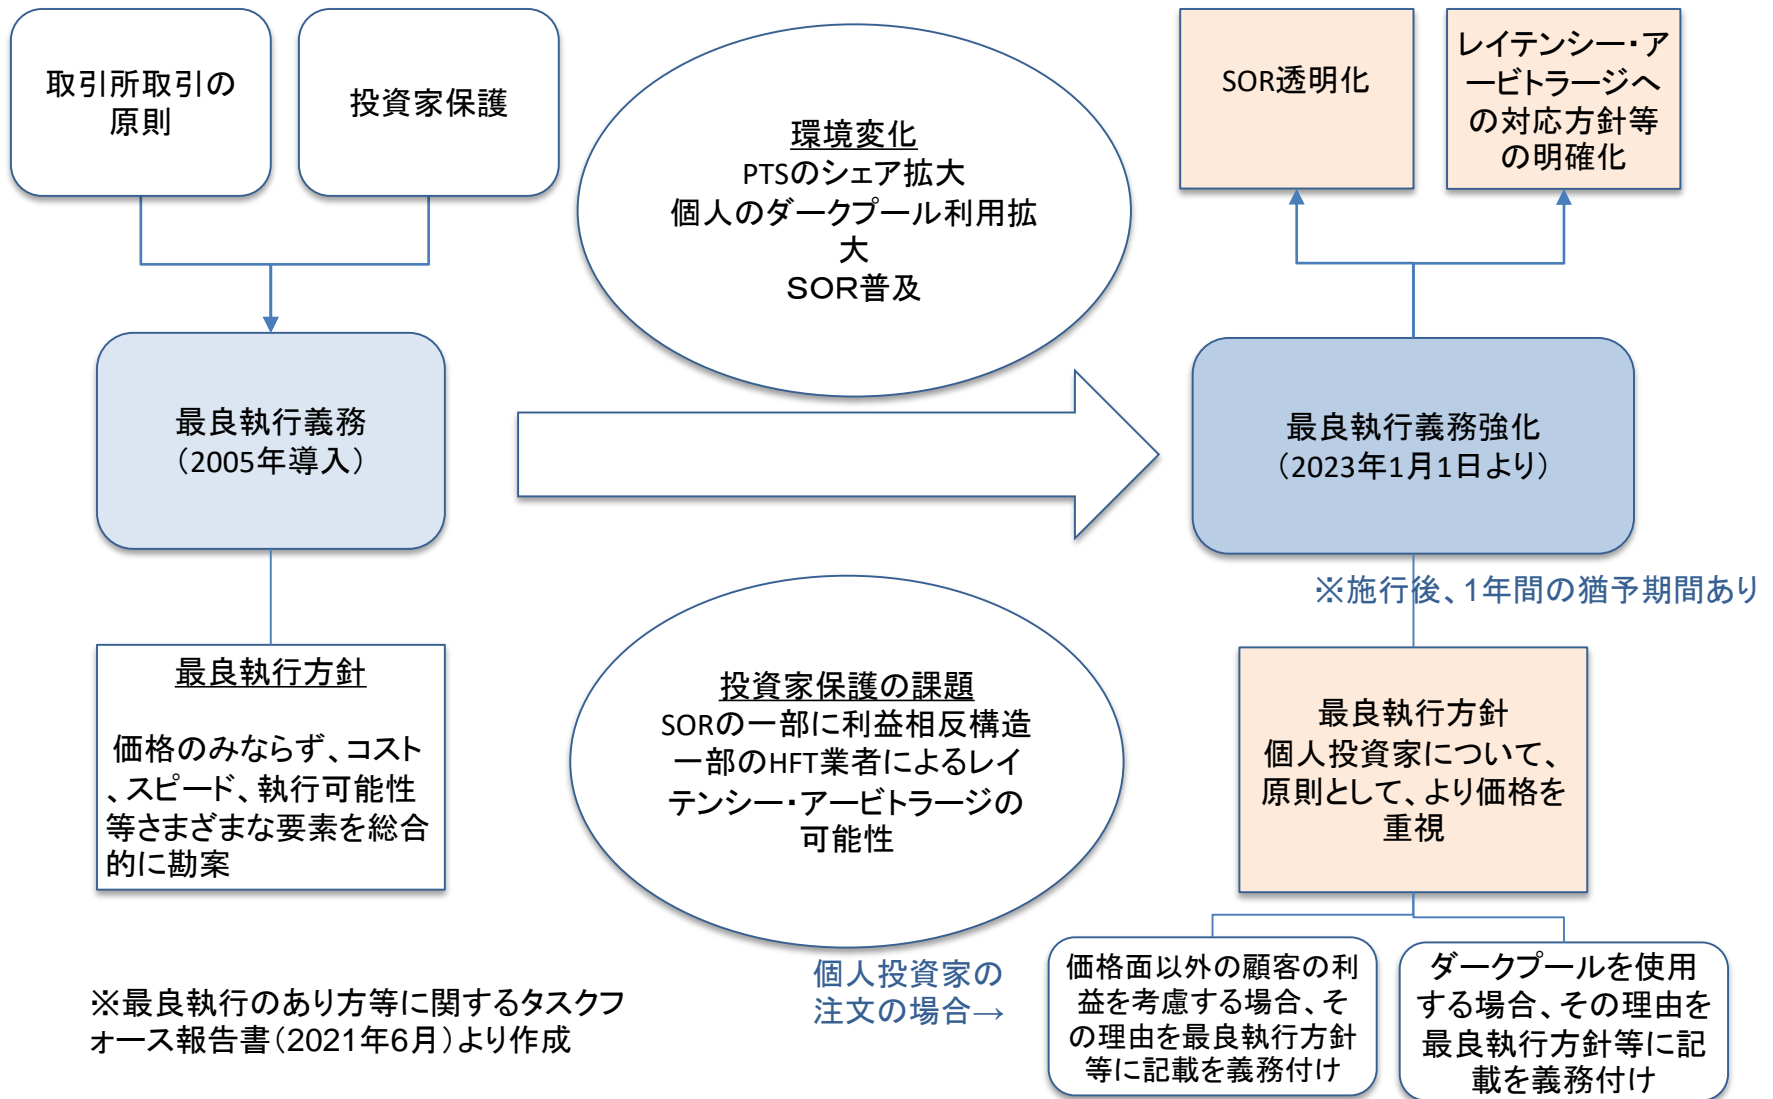 取引所取引の
原則
投資家保護
環境変化
PTSのシェア拡大
個人のダークプール利用拡
大
ＳＯＲ普及
SOR透明化
レイテンシー・ア
ービトラージへ
の対応方針等
の明確化
最良執行義務
（2005年導入）
最良執行義務強化
（2023年1月1日より）
※施行後、1年間の猶予期間あり
最良執行方針
価格のみならず、コスト
、スピード、執行可能性
等さまざまな要素を総合
的に勘案
投資家保護の課題
SORの一部に利益相反構造
一部のHFT業者によるレイ
テンシー・アービトラージの
可能性
最良執行方針
個人投資家について、
原則として、より価格を
重視
個人投資家の
注文の場合→
価格面以外の顧客の利
益を考慮する場合、そ
の理由を最良執行方針
等に記載を義務付け
ダークプールを使用
する場合、その理由を
最良執行方針等に記
載を義務付け
※最良執行のあり方等に関するタスクフ
ォース報告書（2021年6月）より作成